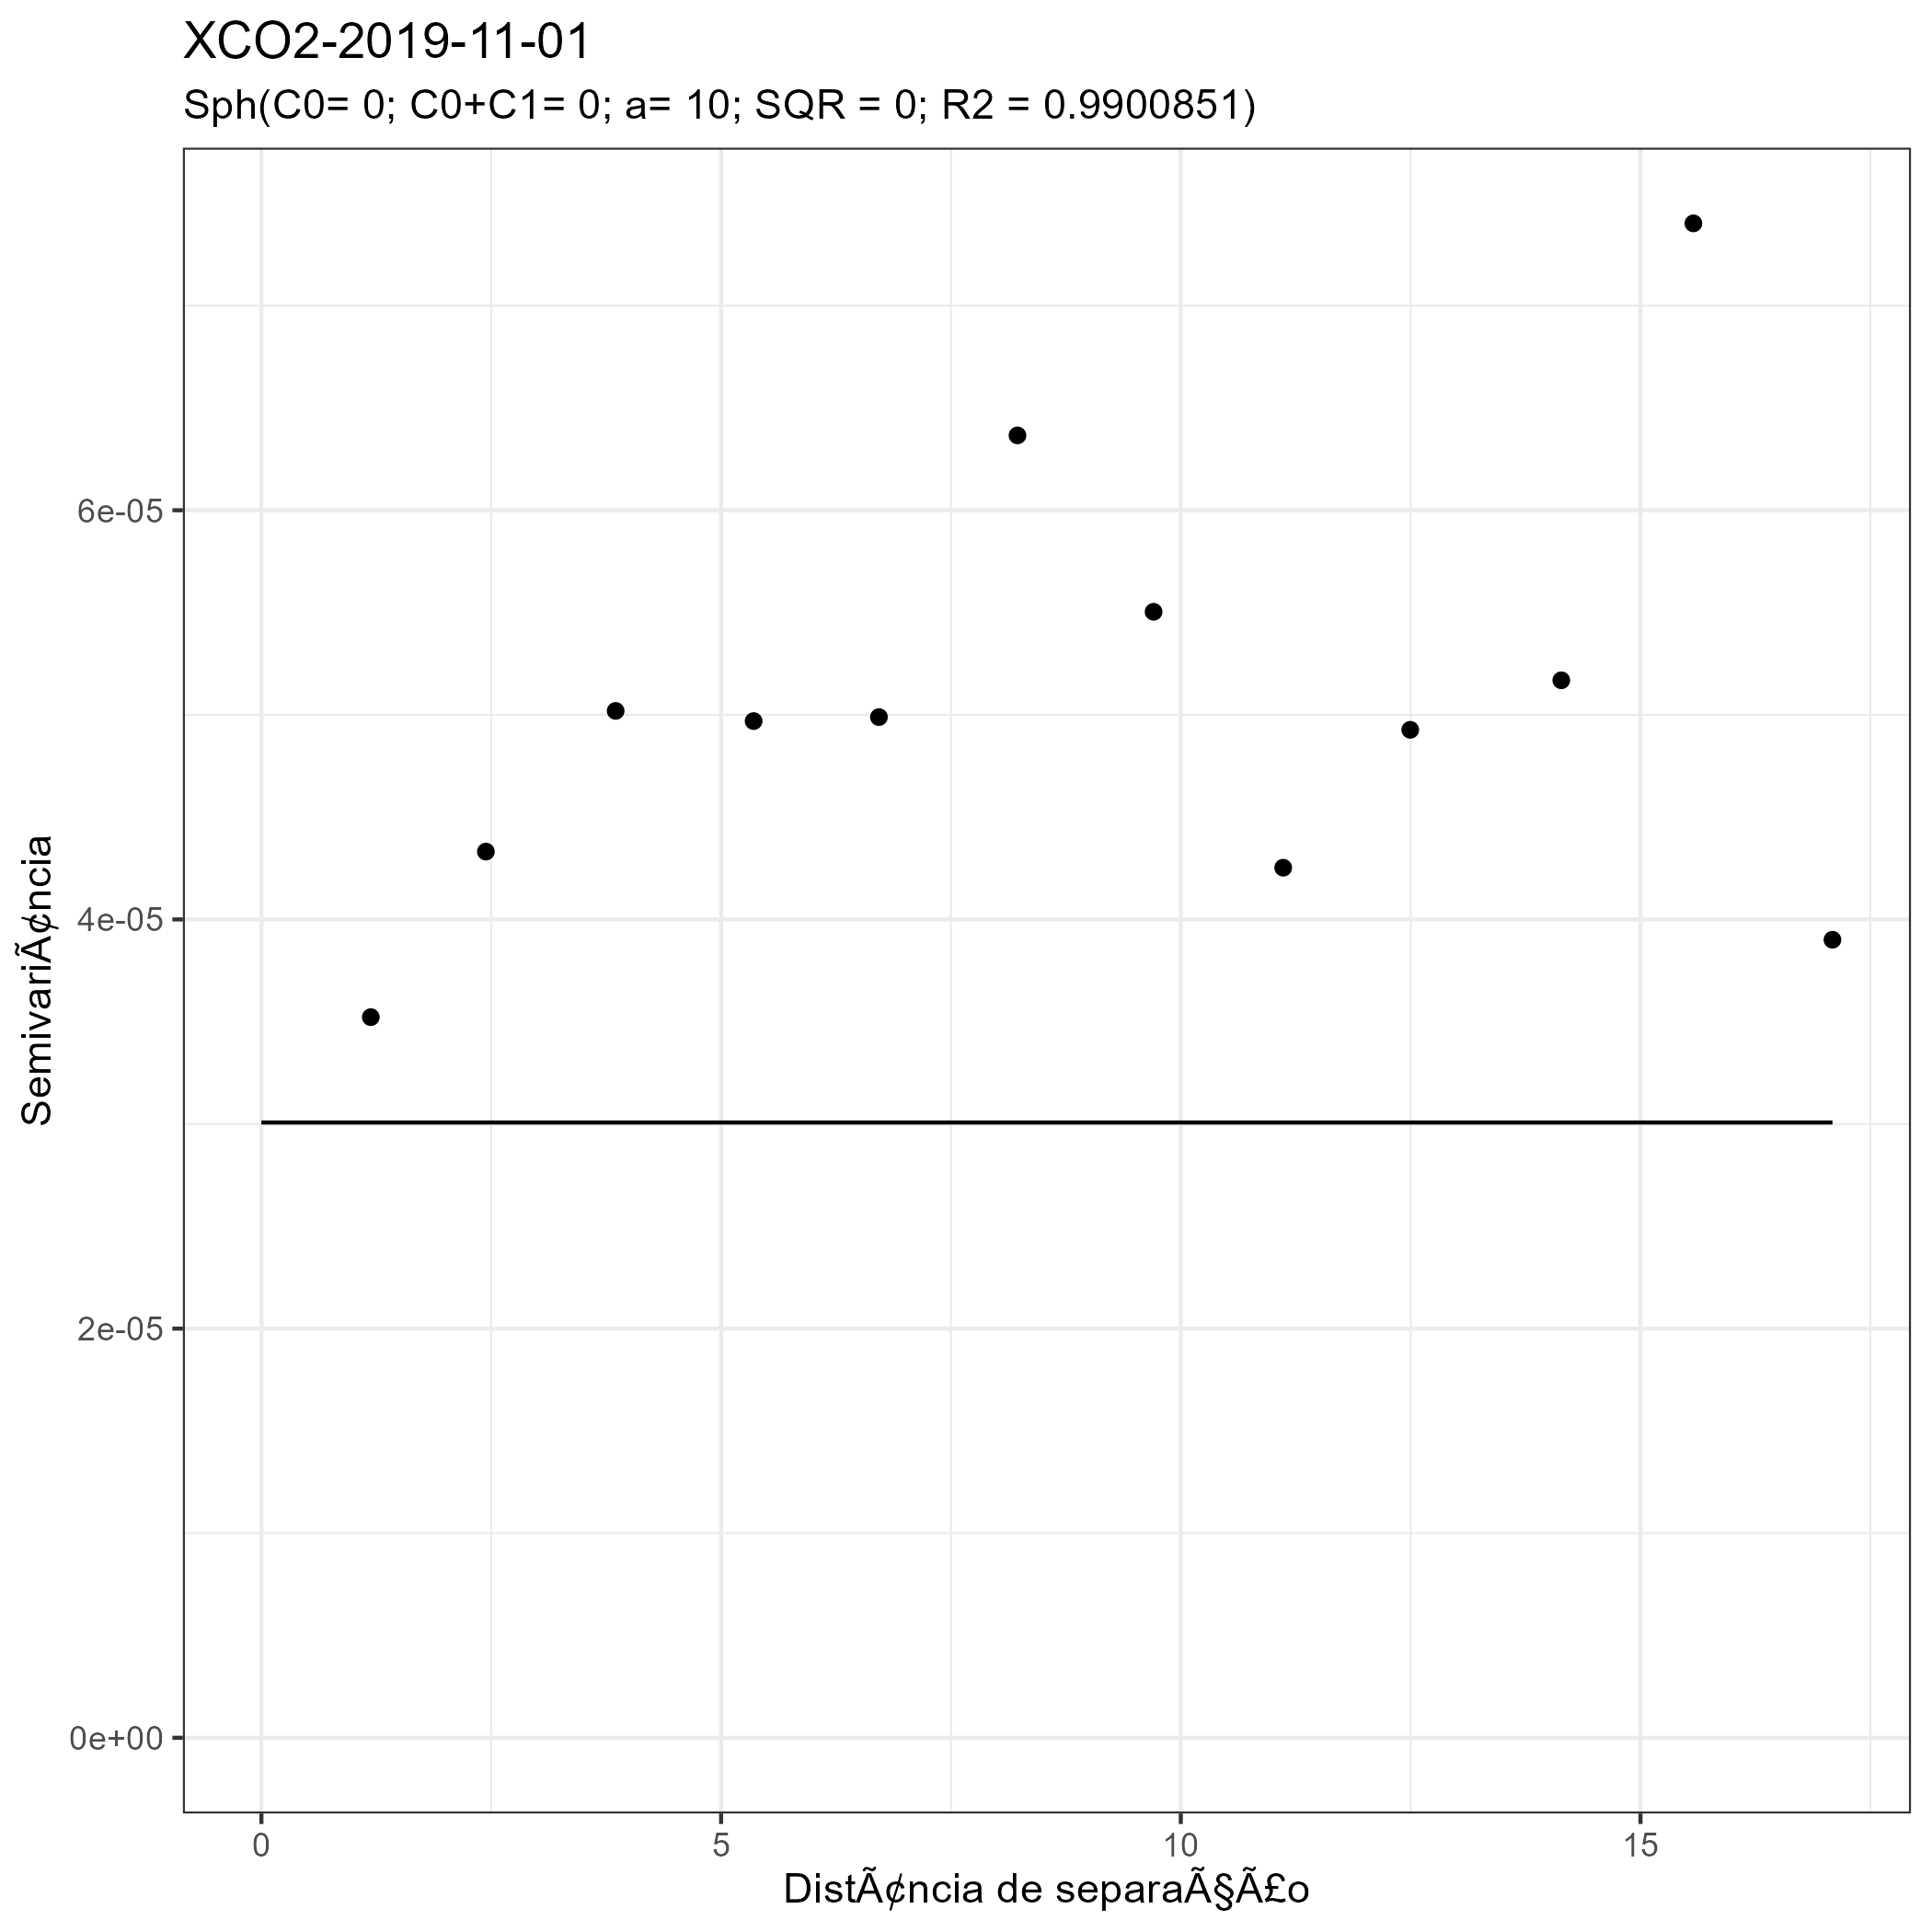 XCO2-2019-11-01
Sph(C0= 0; C0+C1= 0; a= 10; SQR = 0; R2 = 0.9900851)
SemivariÃ¢ncia
6e-05
4e-05
2e-05
0e+00
0 5 10 15
DistÃ¢ncia de separaÃ§Ã£o